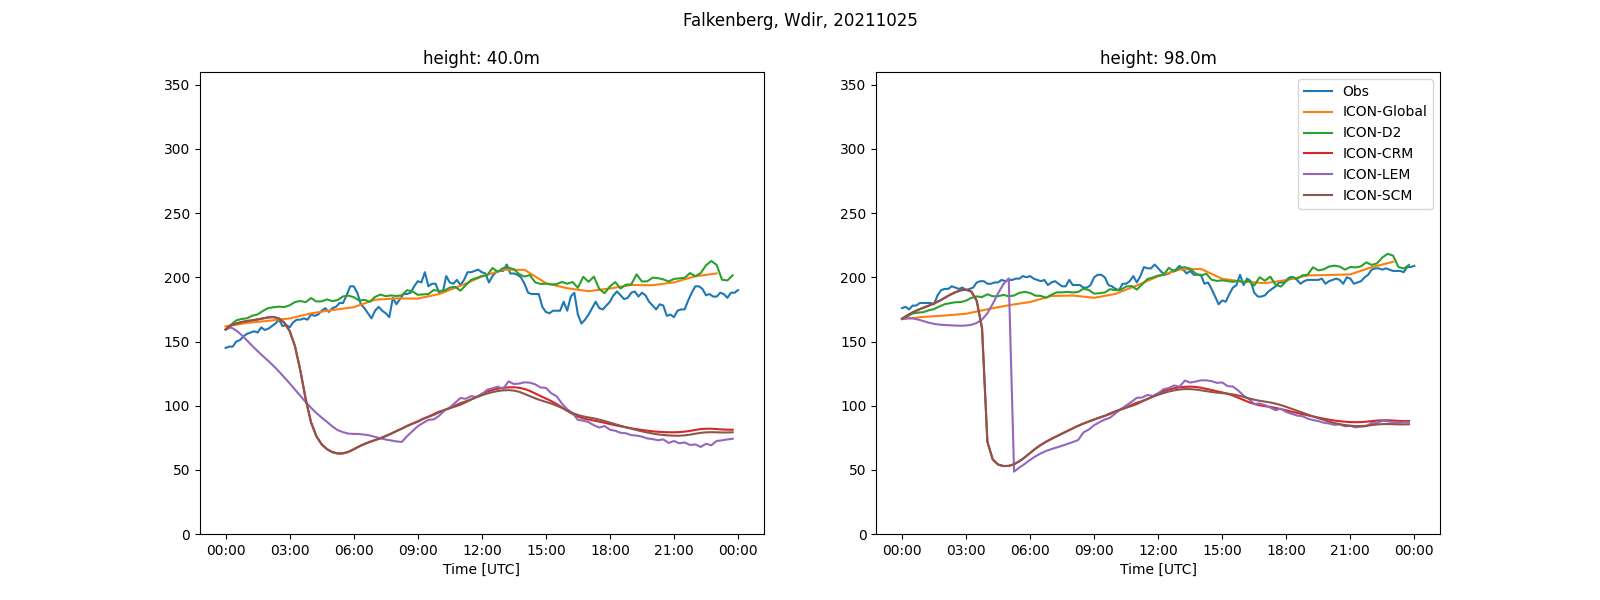 Falkenberg, Wdir, 20211025
height: 40.0m
350
300
250
200
150
100
50
0
00:00 03:00 06:00 09:00 12:00 15:00 18:00 21:00 00:00
Time [UTC]
height: 98.0m
350
300
250
200
150
100
50
0
00:00 03:00 06:00 09:00 12:00 15:00 18:00 21:00 00:00
Time [UTC]
Obs
ICON-Global
ICON-D2
ICON-CRM
ICON-LEM
ICON-SCM